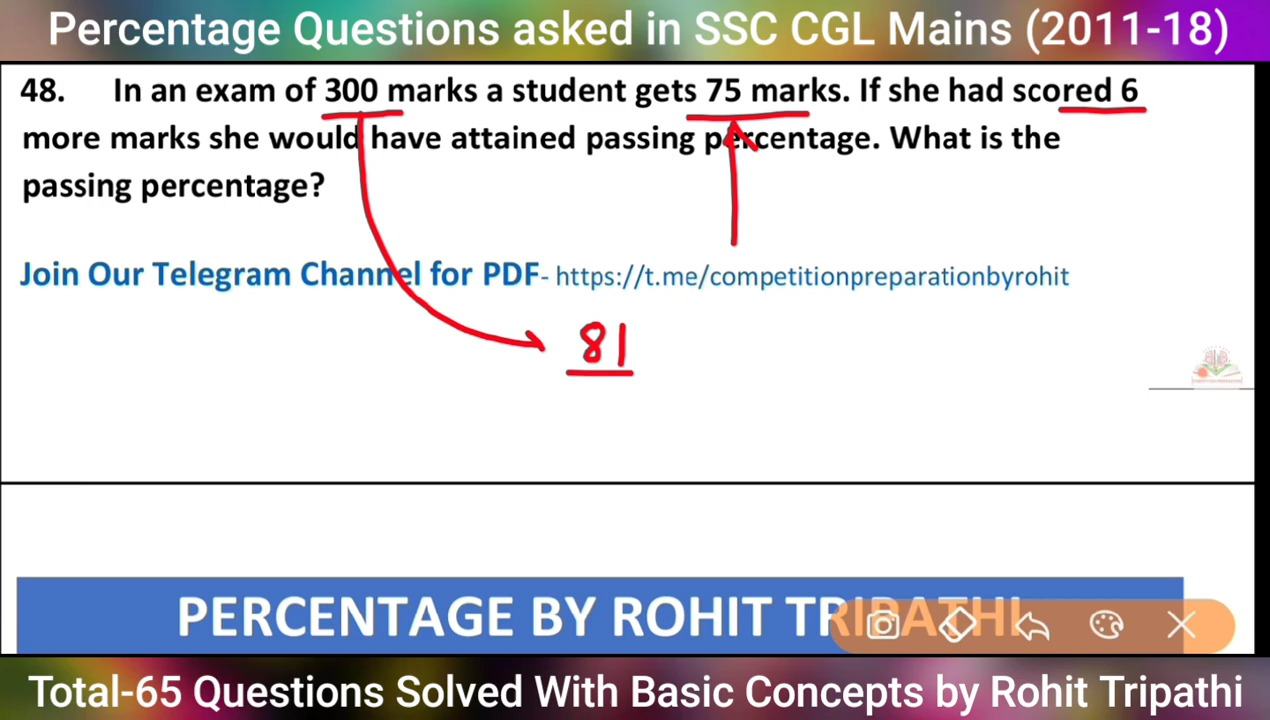 Percentage Questions asked in SSC CGL Mains (2011-18)
48. In an exam of 300 marks a student gets 75 marks. If she had scored 6
more marks she would have attained passing percentage. What is the
passing percentage?
Join Our Telegram Channel for PDF- https://t.me/competitionpreparationbyrohit
81
PERCENTAGE BY ROHIT TRIPATHI
Total-65 Questions Solved With Basic Concepts by Rohit Tripathi